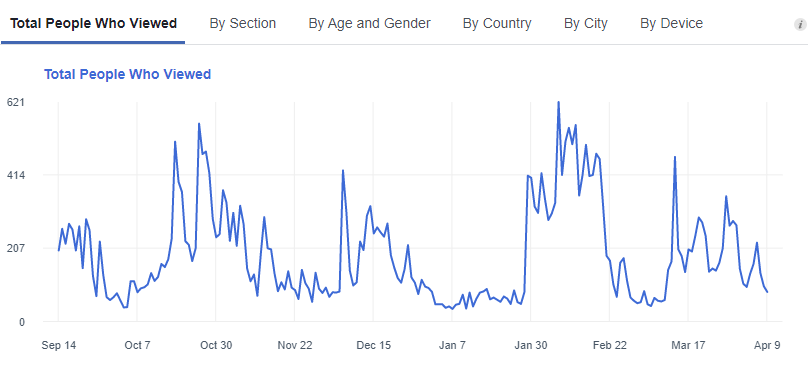 Total People Who Viewed By Section By Age and Gender By Country By City By Device i
Total People Who Viewed
621
414
207
0
Sep 14 Oct 7 Oct 30 Nov 22 Dec 15 Jan 7 Jan 30 Feb 22 Mar 17 Apr 9